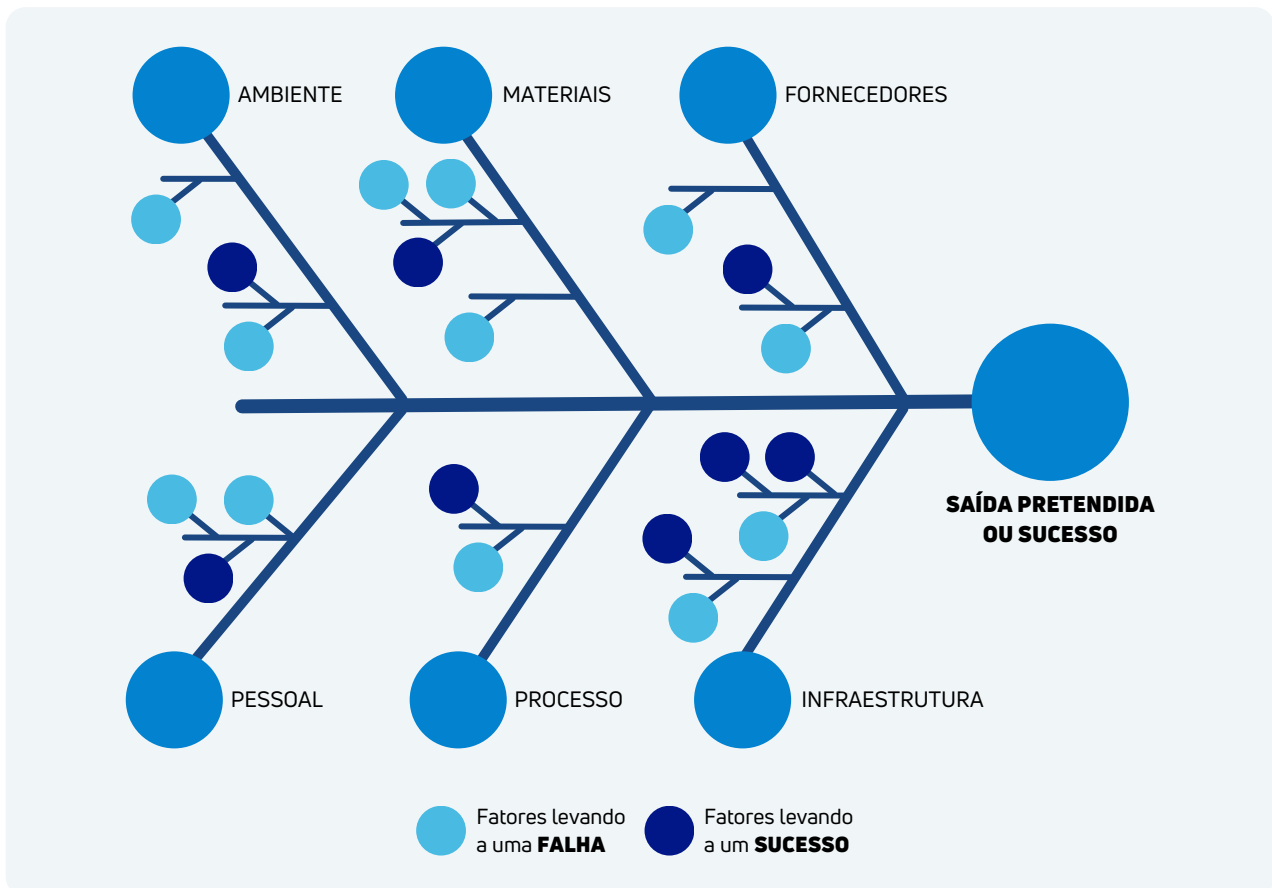 AMBIENTE
MATERIAIS
FORNECEDORES
SAÍDA PRETENDIDA
OU SUCESSO
PESSOAL
PROCESSO
INFRAESTRUTURA
Fatores levando
a uma FALHA
Fatores levando
a um SUCESSO